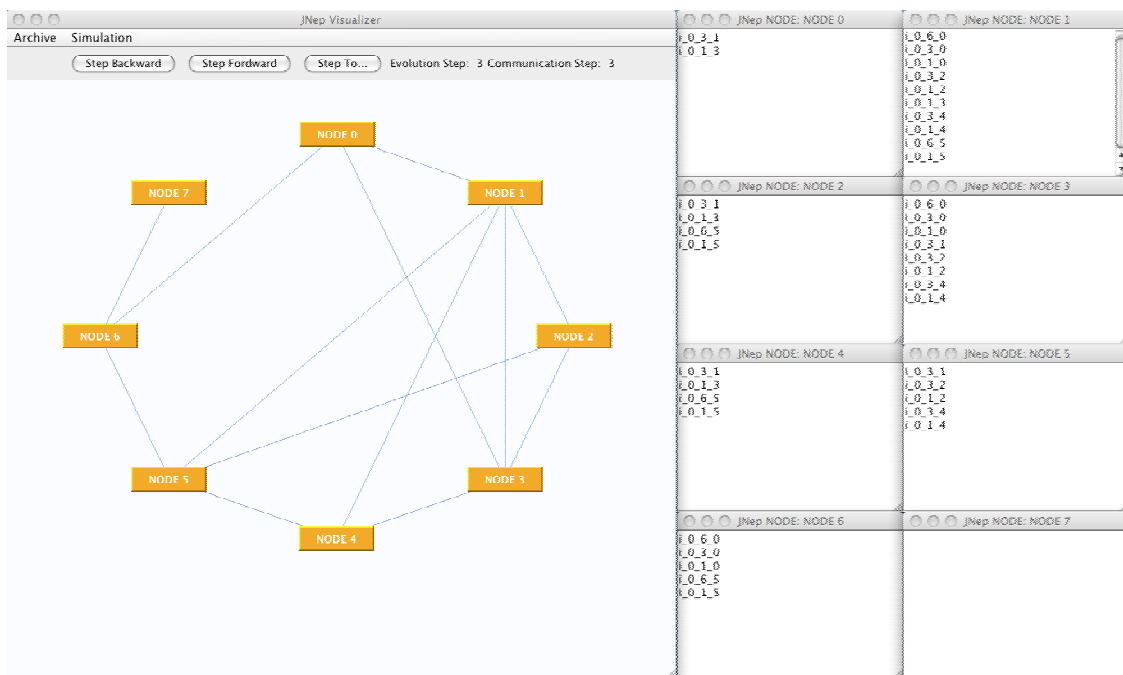 JNep Visualizer
Archive Simulation
Step Backward Step Fordward Step To... Evolution Step: 3 Communication Step: 3
NODE 0
NODE 7
NODE 1
NODE 6
NODE 2
NODE 5
NODE 3
NODE 4
JNep NODE: NODE 0
i_0_3_1
i_0_1_3
JNep NODE: NODE 1
i_0_6_0
i_0_3_0
i_0_1_0
i_0_3_2
i_0_1_2
i_0_1_3
i_0_3_4
i_0_1_4
i_0_6_5
i_0_1_5
JNep NODE: NODE 2
i_0_3_1
i_0_1_3
i_0_6_5
i_0_1_5
JNep NODE: NODE 3
i_0_6_0
i_0_3_0
i_0_1_0
i_0_3_1
i_0_3_2
i_0_1_2
i_0_3_4
i_0_1_4
JNep NODE: NODE 4
i_0_3_1
i_0_1_3
i_0_6_5
i_0_1_5
JNep NODE: NODE 5
i_0_3_1
i_0_3_2
i_0_1_2
i_0_3_4
i_0_1_4
JNep NODE: NODE 6
i_0_6_0
i_0_3_0
i_0_1_0
i_0_6_5
i_0_1_5
JNep NODE: NODE 7